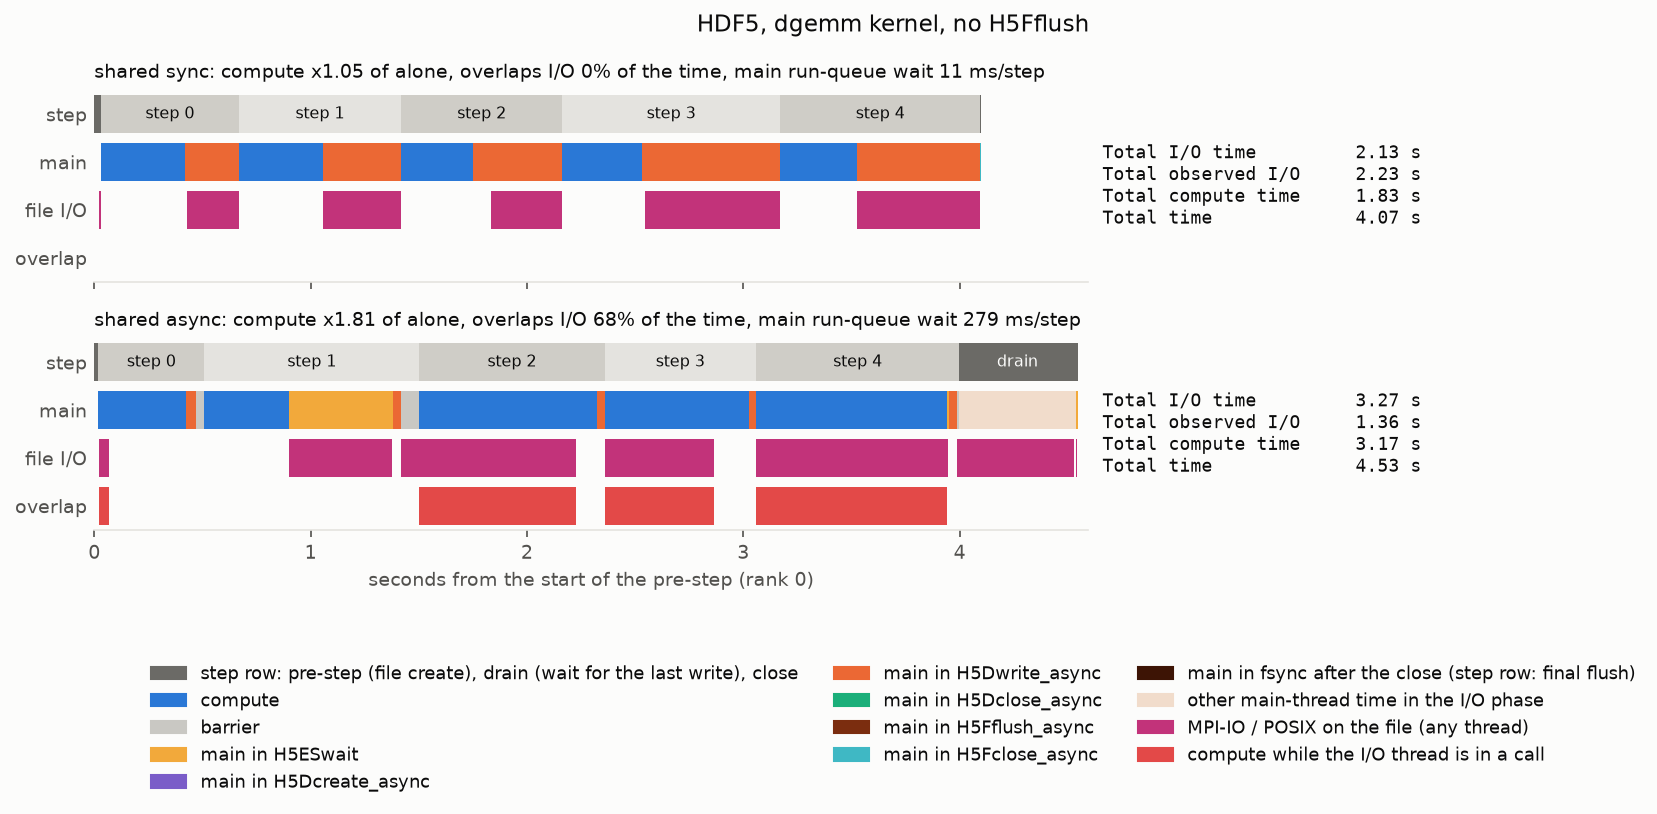 HDF5, dgemm kernel, no H5Fflush
shared sync: compute x1.05 of alone, overlaps I/O 0% of the time, main run-queue wait 11 ms/step
step
step 0
step 1
step 2
step 3
step 4
main
file I/O
overlap
Total I/O time 2.13 s
Total observed I/O 2.23 s
Total compute time 1.83 s
Total time 4.07 s
shared async: compute x1.81 of alone, overlaps I/O 68% of the time, main run-queue wait 279 ms/step
step
step 0
step 1
step 2
step 3
step 4
drain
main
file I/O
overlap
Total I/O time 3.27 s
Total observed I/O 1.36 s
Total compute time 3.17 s
Total time 4.53 s
0
1
2
3
4
seconds from the start of the pre-step (rank 0)
step row: pre-step (file create), drain (wait for the last write), close
compute
barrier
main in H5ESwait
main in H5Dcreate_async
main in H5Dwrite_async
main in H5Dclose_async
main in H5Fflush_async
main in H5Fclose_async
main in fsync after the close (step row: final flush)
other main-thread time in the I/O phase
MPI-IO / POSIX on the file (any thread)
compute while the I/O thread is in a call